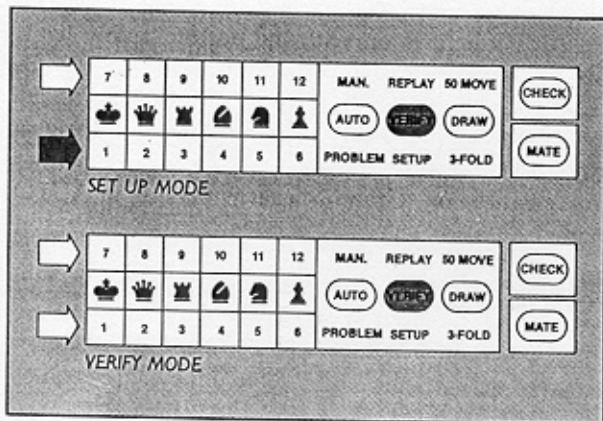 7 8 9 10 11 12 MAN. REPLAY 50 MOVE
CHECK
AUTO VERIFY DRAW
1 2 3 4 5 6 PROBLEM SETUP 3-FOLD
MATE
SET UP MODE
7 8 9 10 11 12 MAN. REPLAY 50 MOVE
CHECK
AUTO VERIFY DRAW
1 2 3 4 5 6 PROBLEM SETUP 3-FOLD
MATE
VERIFY MODE